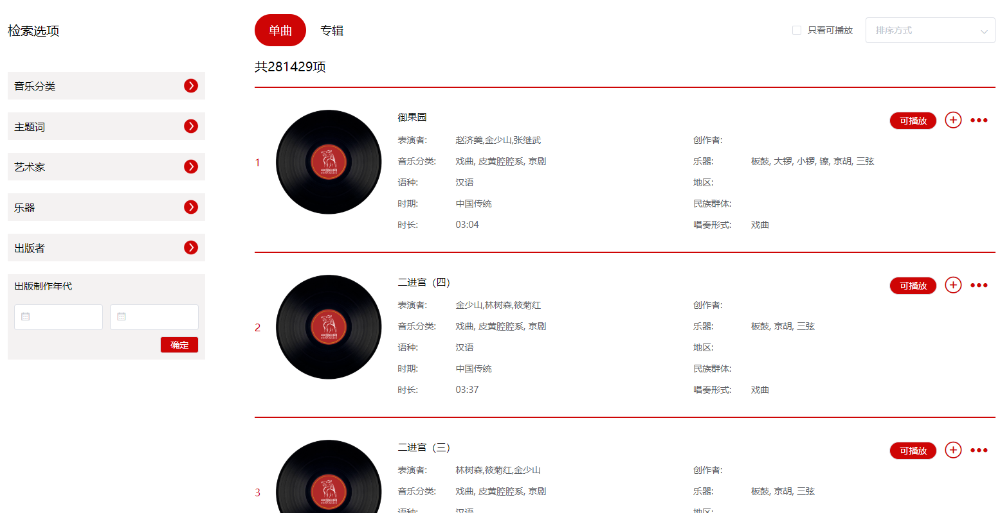 检索选项
音乐分类
主题词
艺术家
乐器
出版者
出版制作年代
确定
单曲 专辑
只看可播放 排序方式
共281429项
1
御果园
可播放
表演者: 赵济羹,金少山,张继武 创作者:
音乐分类: 戏曲, 皮黄腔腔系, 京剧 乐器: 板鼓, 大锣, 小锣, 镲, 京胡, 三弦
语种: 汉语 地区:
时期: 中国传统 民族群体:
时长: 03:04 唱奏形式: 戏曲
2
二进宫（四）
可播放
表演者: 金少山,林树森,筱菊红 创作者:
音乐分类: 戏曲, 皮黄腔腔系, 京剧 乐器: 板鼓, 京胡, 三弦
语种: 汉语 地区:
时期: 中国传统 民族群体:
时长: 03:37 唱奏形式: 戏曲
3
二进宫（三）
可播放
表演者: 林树森,筱菊红,金少山 创作者:
音乐分类: 戏曲, 皮黄腔腔系, 京剧 乐器: 板鼓, 京胡, 三弦
语种: 汉语 地区: